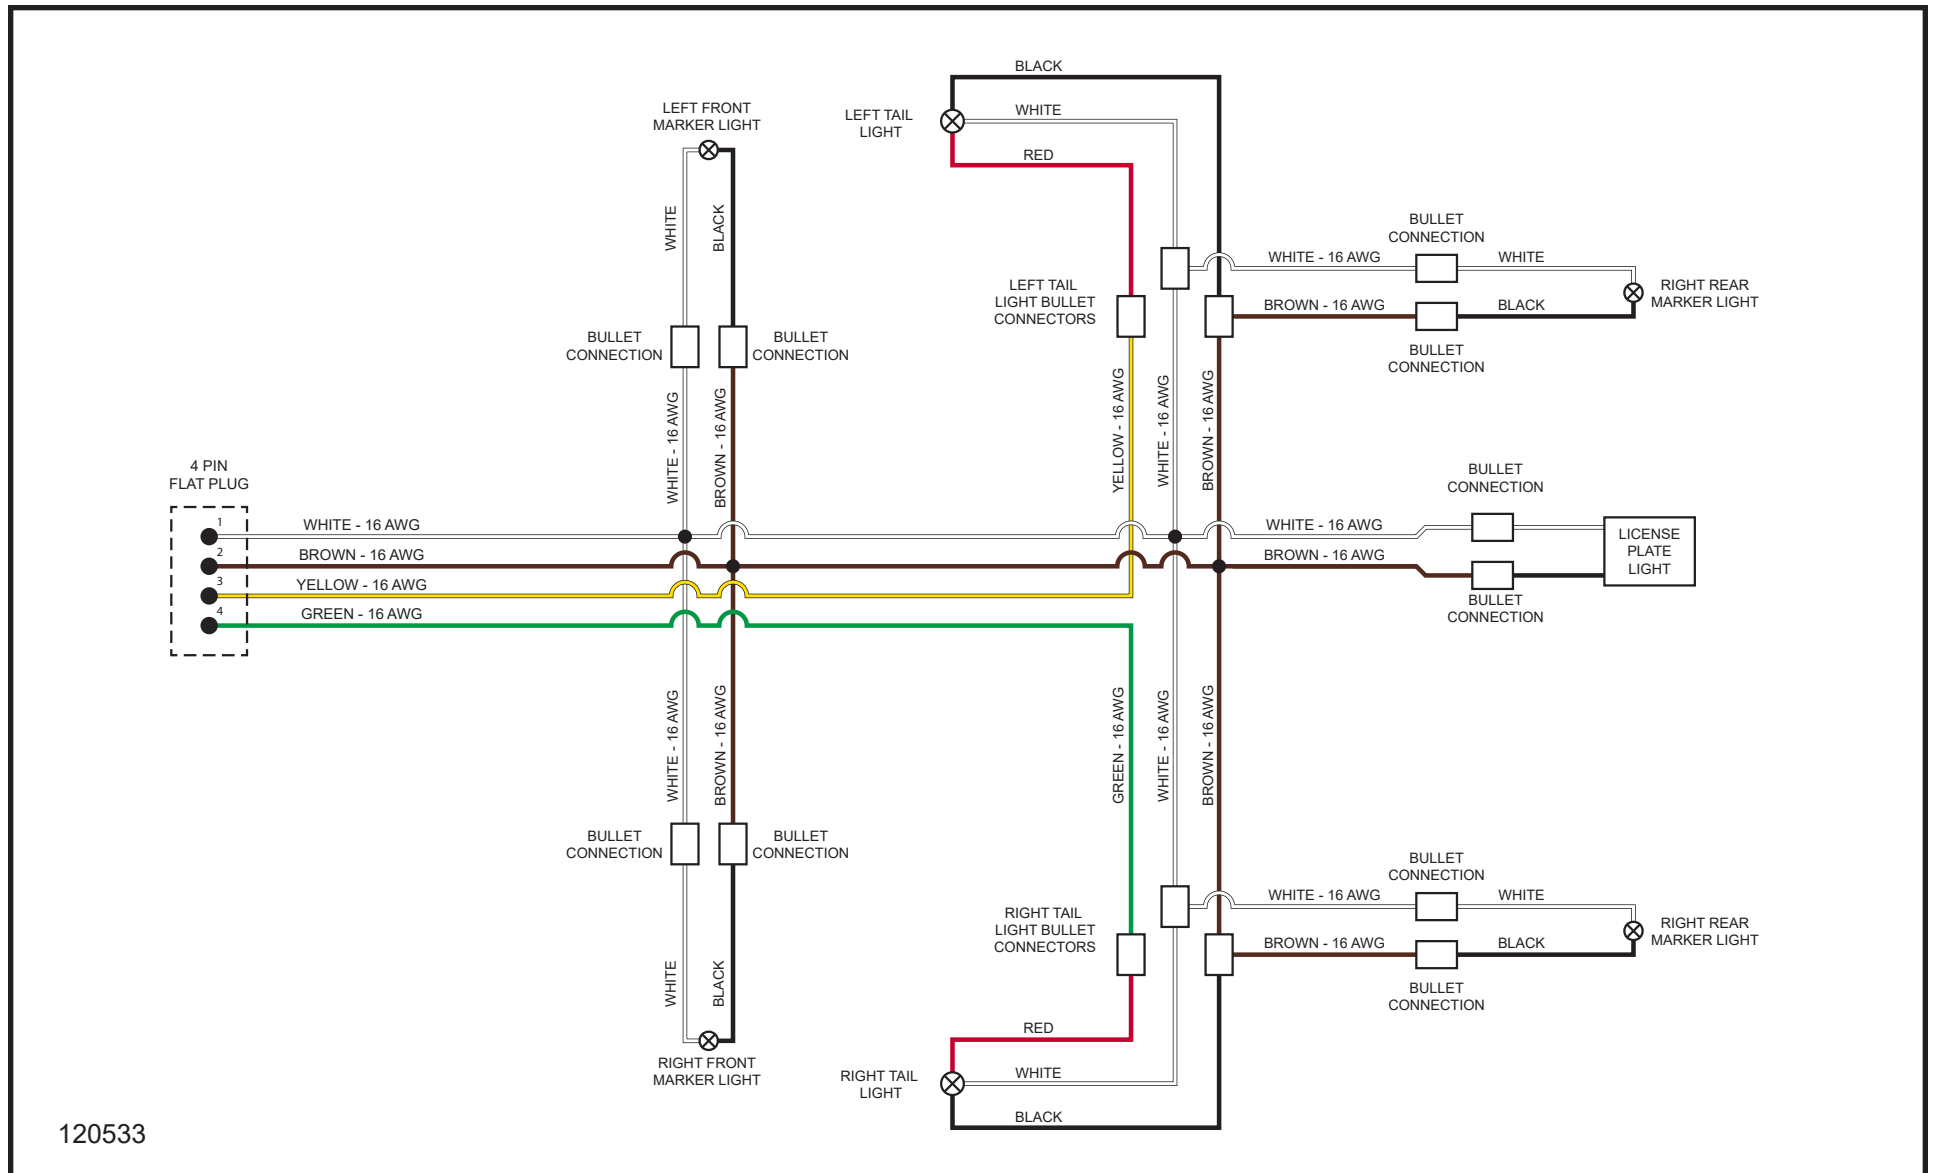 BLACK
LEFT FRONT
MARKER LIGHT
LEFT TAIL
LIGHT
WHITE
RED
WHITE
BLACK
BULLET
CONNECTION
WHITE - 16 AWG
WHITE
RIGHT REAR
MARKER LIGHT
LEFT TAIL
LIGHT BULLET
CONNECTORS
BROWN - 16 AWG
BLACK
BULLET
CONNECTION
BULLET
CONNECTION
BULLET
CONNECTION
WHITE - 16 AWG
BROWN - 16 AWG
YELLOW - 16 AWG
WHITE - 16 AWG
BROWN - 16 AWG
4 PIN
FLAT PLUG
BULLET
CONNECTION
1
WHITE - 16 AWG
WHITE - 16 AWG
2
BROWN - 16 AWG
BROWN - 16 AWG
LICENSE
PLATE
LIGHT
3
YELLOW - 16 AWG
4
GREEN - 16 AWG
BULLET
CONNECTION
WHITE - 16 AWG
BROWN - 16 AWG
GREEN - 16 AWG
WHITE - 16 AWG
BROWN - 16 AWG
BULLET
CONNECTION
BULLET
CONNECTION
BULLET
CONNECTION
WHITE - 16 AWG
WHITE
RIGHT REAR
MARKER LIGHT
RIGHT TAIL
LIGHT BULLET
CONNECTORS
BROWN - 16 AWG
BLACK
BULLET
CONNECTION
WHITE
BLACK
RED
RIGHT FRONT
MARKER LIGHT
RIGHT TAIL
LIGHT
WHITE
BLACK
120533